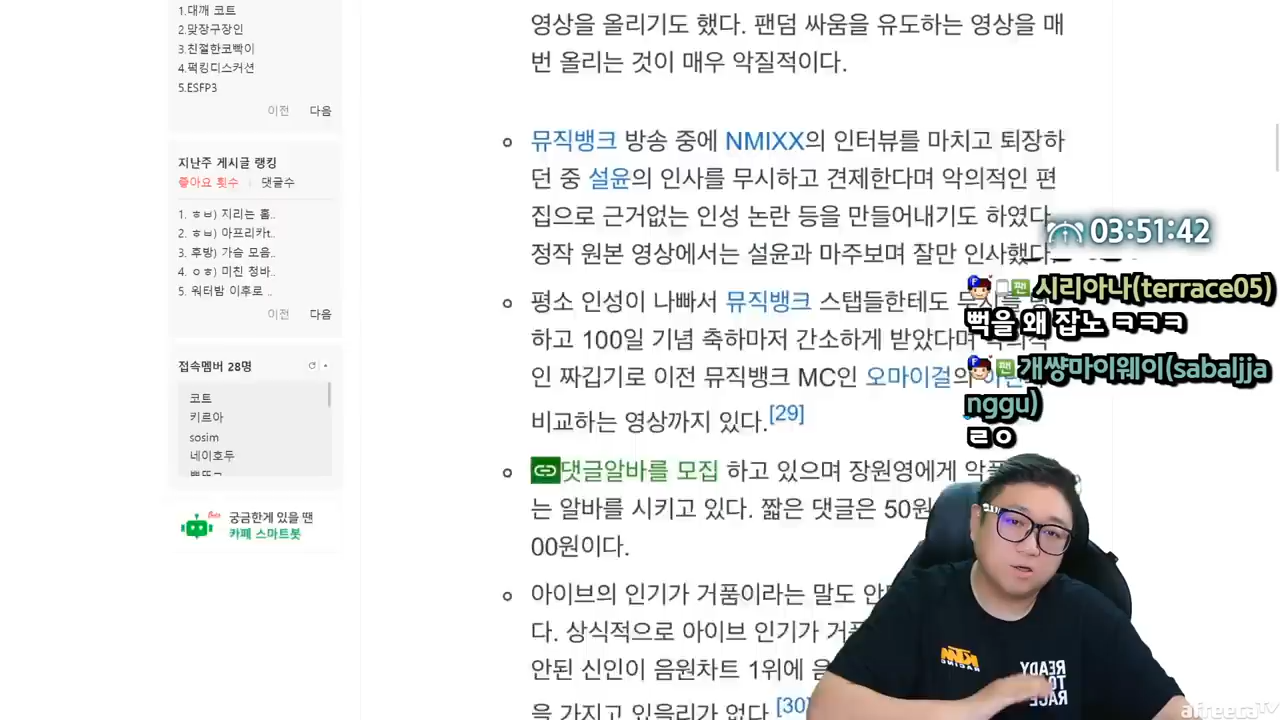 1.대깨 코트
2.맞장구장인
3.친절한코빡이
4.퍽킹디스커션
5.ESFP3
이전 다음
지난주 게시글 랭킹
좋아요 횟수 댓글수
1. ㅎㅂ) 지리는 흘..
2. ㅎㅂ) 아프리카t..
3. 후방) 가슴 모음..
4. ㅇㅎ) 미친 청바..
5. 워터밤 이후로 ..
이전 다음
접속멤버 28명
코트
키르아
sosim
네이호두
궁금한게 있을 땐
카페 스마트봇
영상을 올리기도 했다. 팬덤 싸움을 유도하는 영상을 매
번 올리는 것이 매우 악질적이다.
뮤직뱅크 방송 중에 NMIXX의 인터뷰를 마치고 퇴장하
던 중 설윤의 인사를 무시하고 견제한다며 악의적인 편
집으로 근거없는 인성 논란 등을 만들어내기도 하였다.
정작 원본 영상에서는 설윤과 마주보며 잘만 인사했다.
평소 인성이 나빠서 뮤직뱅크 스탭들한테도
하고 100일 기념 축하마저 간소하게 받았다며
인 짜깁기로 이전 뮤직뱅크 MC인 오마이걸의
비교하는 영상까지 있다.[29]
댓글알바를 모집 하고 있으며 장원영에게
는 알바를 시키고 있다. 짧은 댓글은 50원
00원이다.
아이브의 인기가 거품이라는 말도
다. 상식적으로 아이브 인기가
안된 신인이 음원차트 1위에
을 가지고 있을리가 없다.[30]
03:51:42
팬 시리아나(terrace05)
뻑을 왜 잡노 ㅋㅋㅋ
팬 개썅마이웨이(sabaljja
nggu)
ㄹㅇ
READY
TO
RACE
RACING
afreecaTV